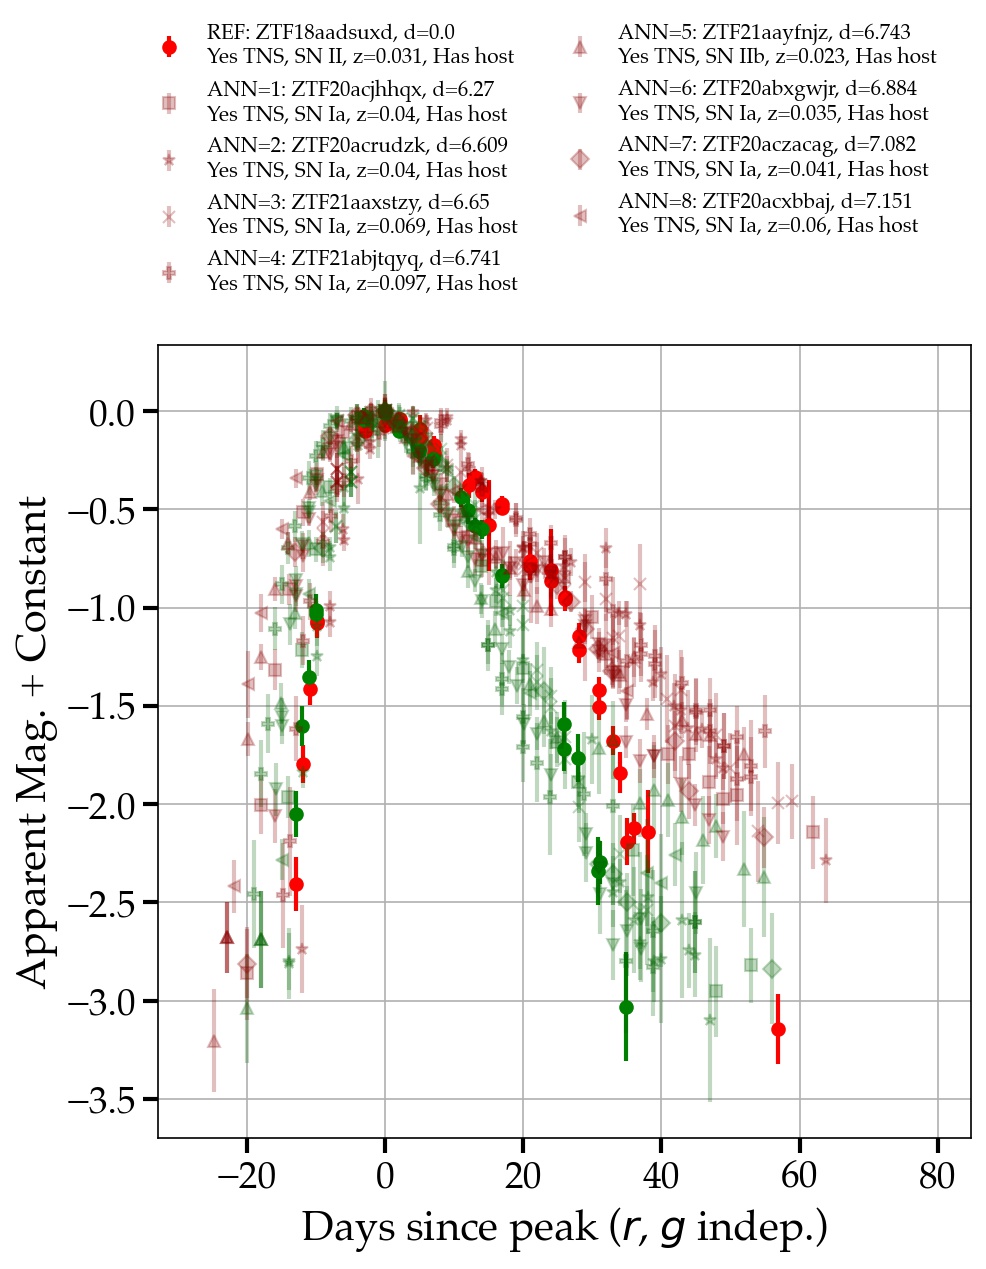 REF: ZTF18aadsuxd, d=0.0
Yes TNS, SN II, z=0.031, Has host
ANN=1: ZTF20acjhhqx, d=6.27
Yes TNS, SN Ia, z=0.04, Has host
ANN=2: ZTF20acrudzk, d=6.609
Yes TNS, SN Ia, z=0.04, Has host
ANN=3: ZTF21aaxstzy, d=6.65
Yes TNS, SN Ia, z=0.069, Has host
ANN=4: ZTF21abjtqyq, d=6.741
Yes TNS, SN Ia, z=0.097, Has host
ANN=5: ZTF21aayfnjz, d=6.743
Yes TNS, SN IIb, z=0.023, Has host
ANN=6: ZTF20abxgwjr, d=6.884
Yes TNS, SN Ia, z=0.035, Has host
ANN=7: ZTF20aczacag, d=7.082
Yes TNS, SN Ia, z=0.041, Has host
ANN=8: ZTF20acxbbaj, d=7.151
Yes TNS, SN Ia, z=0.06, Has host
Apparent Mag. + Constant
0.0
−0.5
−1.0
−1.5
−2.0
−2.5
−3.0
−3.5
−20
0
20
40
60
80
Days since peak (r, g indep.)